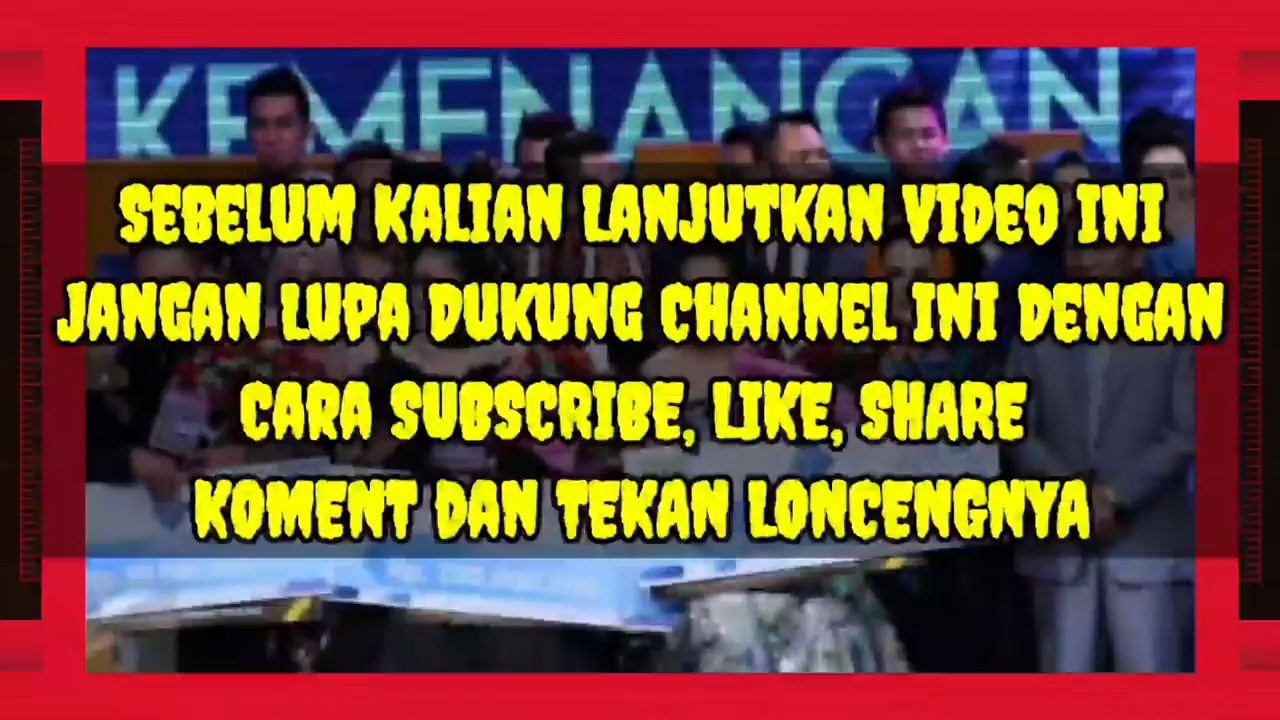 KEMENANGAN
SEBELUM KALIAN LANJUTKAN VIDEO INI
JANGAN LUPA DUKUNG CHANNEL INI DENGAN
CARA SUBSCRIBE, LIKE, SHARE
KOMENT DAN TEKAN LONCENGNYA